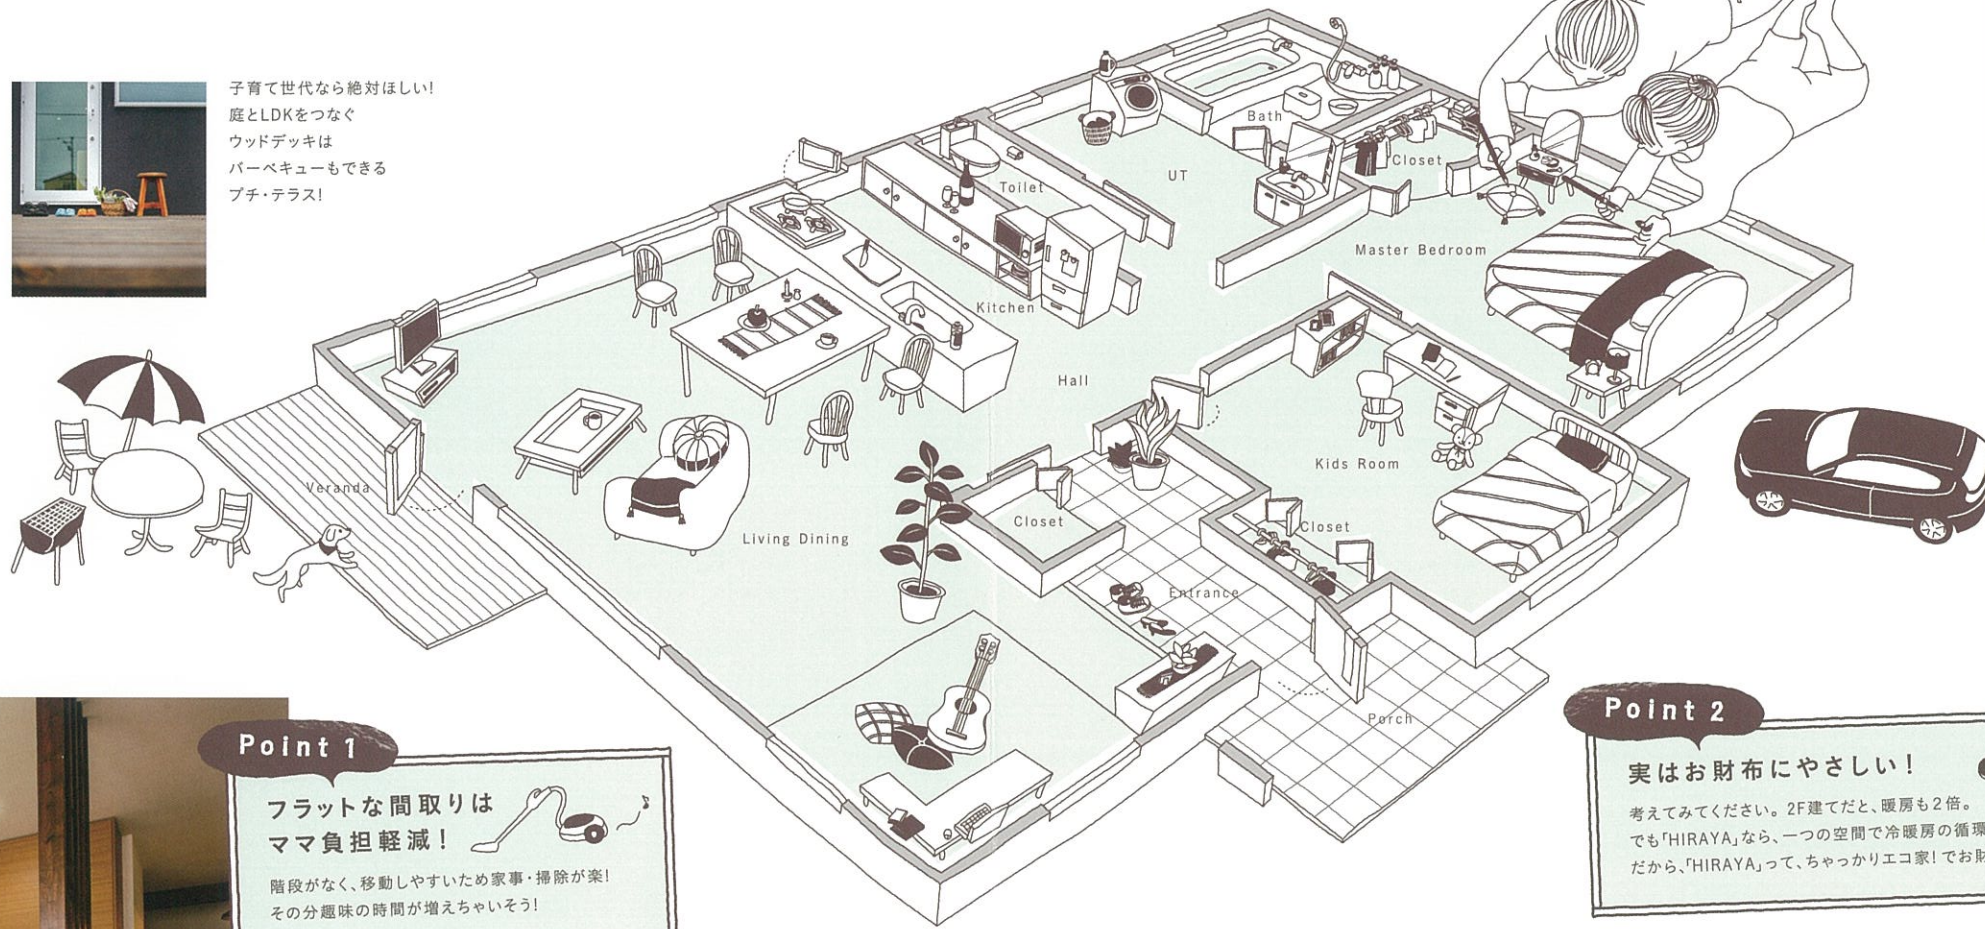 子育て世代なら絶対ほしい!
庭とLDKをつなぐ
ウッドデッキは
バーベキューもできる
プチ・テラス!
Bath
Closet
Toilet
UT
Master Bedroom
Kitchen
Hall
Kids Room
Veranda
Living Dining
Closet
Closet
Entrance
Porch
Point 1
フラットな間取りは
ママ負担軽減!
階段がなく、移動しやすいため家事・掃除が楽!
その分趣味の時間が増えちゃいそう!
Point 2
実はお財布にやさしい!
考えてみてください。2F建てだと、暖房も2倍。
でも「HIRAYA」なら、一つの空間で冷暖房の循環
だから、「HIRAYA」って、ちゃっかりエコ家!でお財